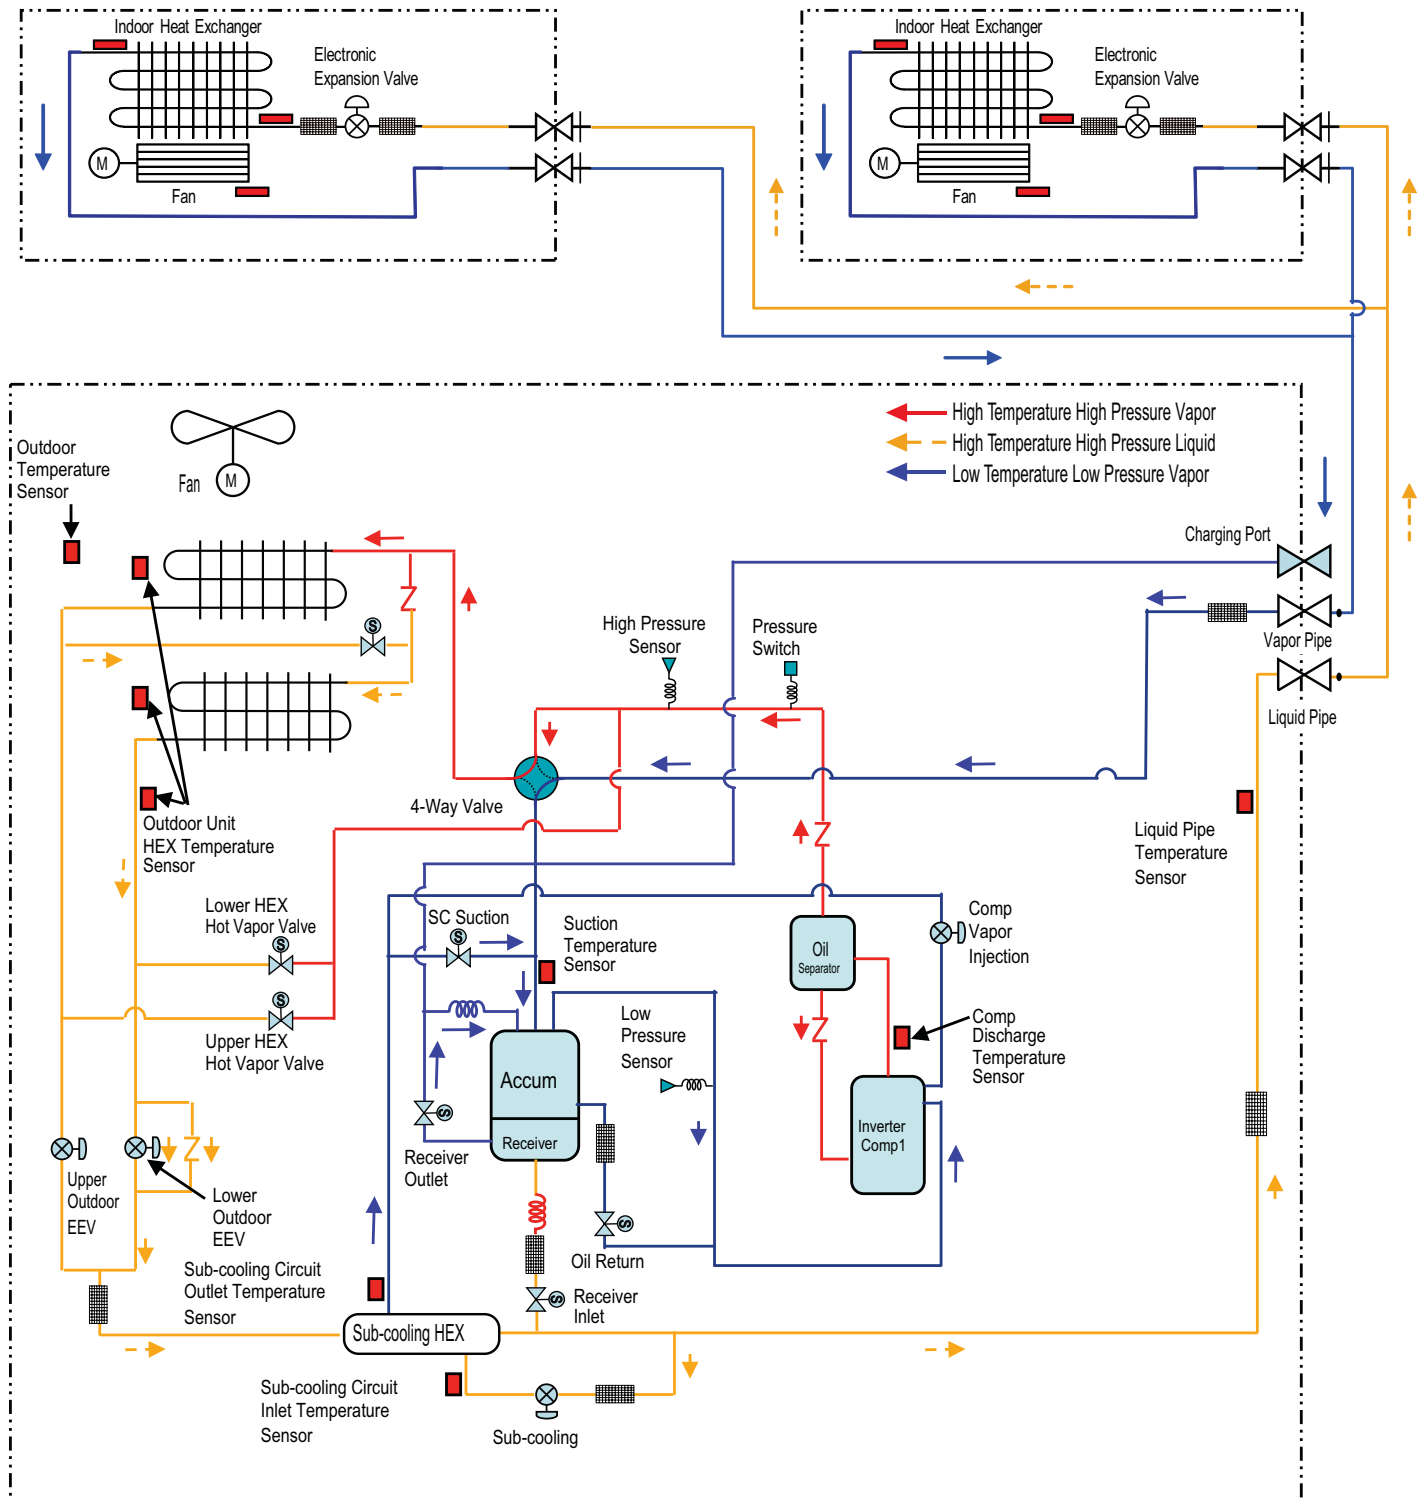 Indoor Heat Exchanger
Electronic
Expansion Valve
M
Fan
Indoor Heat Exchanger
Electronic
Expansion Valve
M
Fan
High Temperature High Pressure Vapor
High Temperature High Pressure Liquid
Low Temperature Low Pressure Vapor
Outdoor
Temperature
Sensor
Fan
M
Charging Port
Vapor Pipe
Liquid Pipe
S
High Pressure
Sensor
Pressure
Switch
4-Way Valve
Outdoor Unit
HEX Temperature
Sensor
Liquid Pipe
Temperature
Sensor
Lower HEX
Hot Vapor Valve
S
S
Upper HEX
Hot Vapor Valve
SC Suction
S
Suction
Temperature
Sensor
Oil
Separator
Comp
Vapor
Injection
Low
Pressure
Sensor
Comp
Discharge
Temperature
Sensor
Accum
Receiver
Inverter
Comp1
S
Receiver
Outlet
Upper
Outdoor
EEV
Lower
Outdoor
EEV
S
Oil Return
Sub-cooling Circuit
Outlet Temperature
Sensor
S
Receiver
Inlet
Sub-cooling HEX
Sub-cooling Circuit
Inlet Temperature
Sensor
Sub-cooling